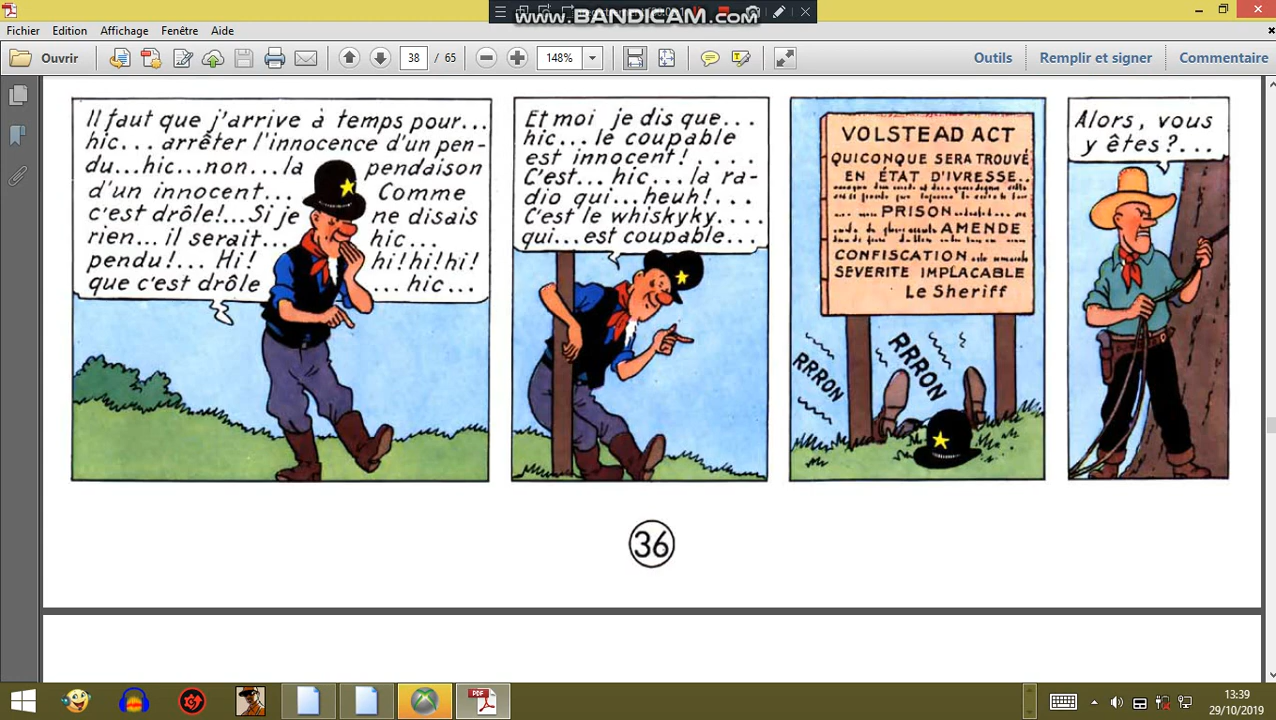 www.BANDICAM.com
Fichier Edition Affichage Fenêtre Aide
Ouvrir 38 / 65 148% Outils Remplir et signer Commentaire
Il faut que j'arrive à temps pour...
hic... arrêter l'innocence d'un pen-
du...hic...non...la pendaison
d'un innocent... Comme
c'est drôle!...Si je ne disais
rien... il serait... hic...
pendu!... Hi! hi!hi!hi!
que c'est drôle ...hic...
Et moi je dis que...
hic... le coupable
est innocent!....
C'est... hic...la ra-
dio qui...heuh!...
C'est le whiskyky....
qui...est coupable...
VOLSTEAD ACT
QUICONQUE SERA TROUVÉ
EN ÉTAT D'IVRESSE..
PRISON
AMENDE
CONFISCATION
SEVERITE IMPLACABLE
Le Sheriff
RRRON
RRRON
Alors, vous
y êtes?...
36
PDF
13:39
29/10/2019